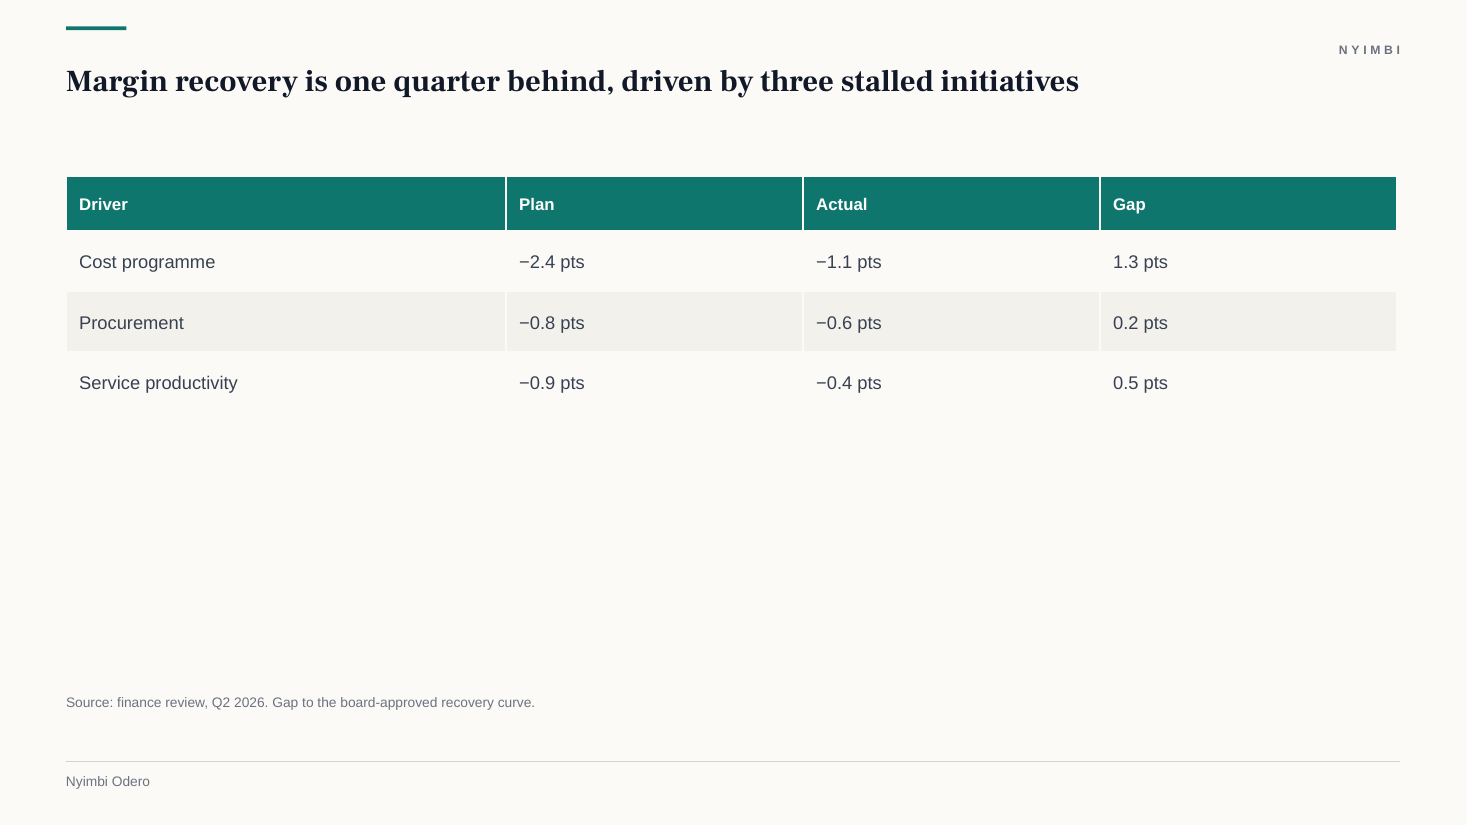 NYIMBI
Margin recovery is one quarter behind, driven by three stalled initiatives
Driver Plan Actual Gap
Cost programme −2.4 pts −1.1 pts 1.3 pts
Procurement −0.8 pts −0.6 pts 0.2 pts
Service productivity −0.9 pts −0.4 pts 0.5 pts
Source: finance review, Q2 2026. Gap to the board-approved recovery curve.
Nyimbi Odero